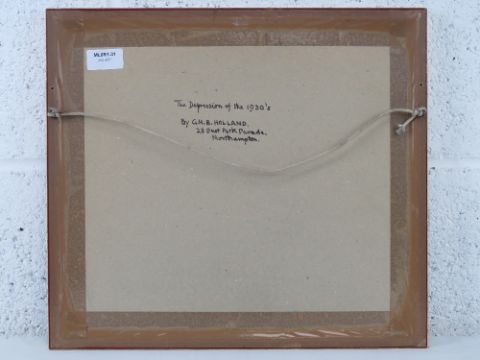 The Depression of the 1930's
By G.H.B. HOLLAND.
28 East Park Parade.
Northampton.